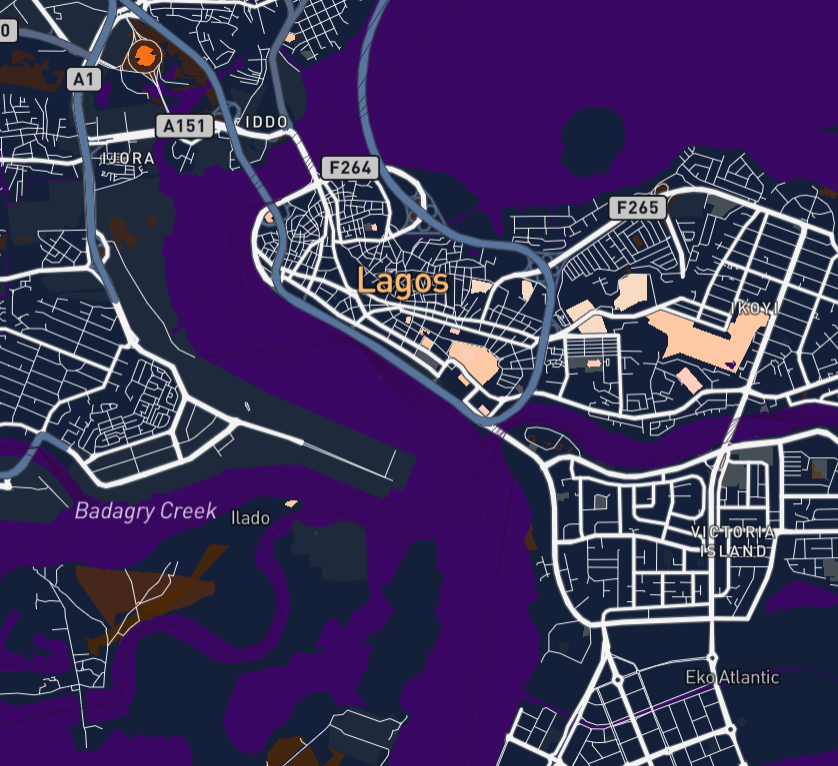 0
A1
A151
IDDO
IJORA
F264
F265
Lagos
IKOYI
Badagry Creek
Ilado
VICTORIA
ISLAND
Eko Atlantic